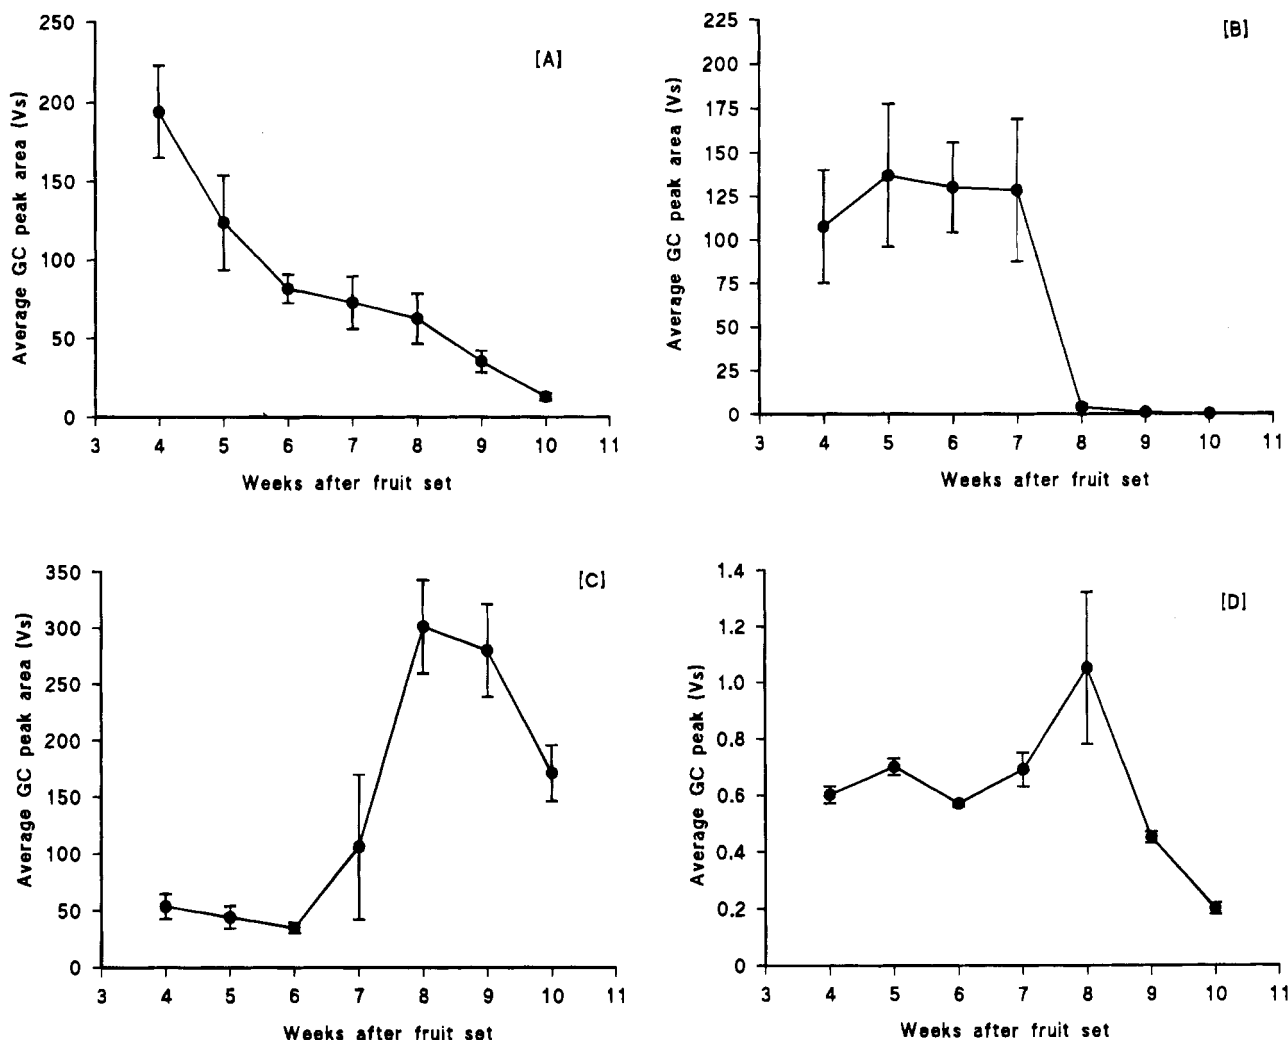 [A]
Average GC peak area (Vs)
250
200
150
100
50
0
3 4 5 6 7 8 9 10 11
Weeks after fruit set
[B]
Average GC peak area (Vs)
225
200
175
150
125
100
75
50
25
0
3 4 5 6 7 8 9 10 11
Weeks after fruit set
[C]
Average GC peak area (Vs)
350
300
250
200
150
100
50
0
3 4 5 6 7 8 9 10 11
Weeks after fruit set
[D]
Average GC peak (Vs)
1.4
1.2
1.0
0.8
0.6
0.4
0.2
0
3 4 5 6 7 8 9 10 11
Weeks after fruit set